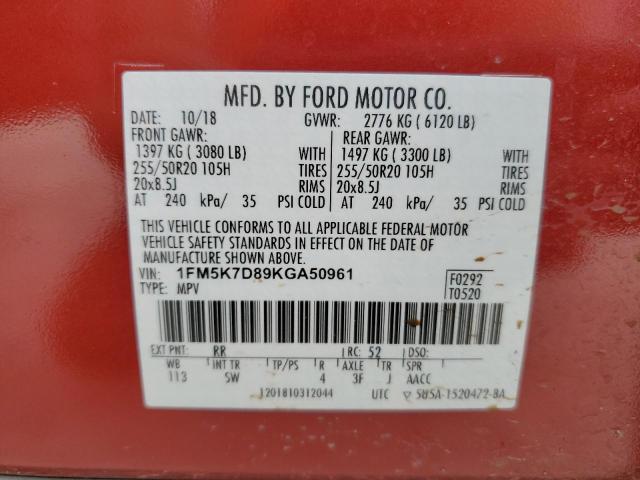 MFD. BY FORD MOTOR CO.
DATE: 10/18 GVWR: 2776 KG ( 6120 LB)
FRONT GAWR: REAR GAWR:
1397 KG ( 3080 LB) WITH 1497 KG ( 3300 LB) WITH
255/50R20 105H TIRES 255/50R20 105H TIRES
20x8.5J RIMS 20x8.5J RIMS
AT 240 kPa/ 35 PSI COLD AT 240 kPa/ 35 PSI COLD
THIS VEHICLE CONFORMS TO ALL APPLICABLE FEDERAL MOTOR
VEHICLE SAFETY STANDARDS IN EFFECT ON THE DATE OF
MANUFACTURE SHOWN ABOVE.
VIN: 1FM5K7D89KGA50961 F0292
TYPE: MPV T0520
EXT PNT: RR RC: 52 DSO:
WB INT TR TP/PS R AXLE TR SPR
113 SW 4 3F J AACC
1201810312044 UTC ▽ 5U5A-1520472-BA